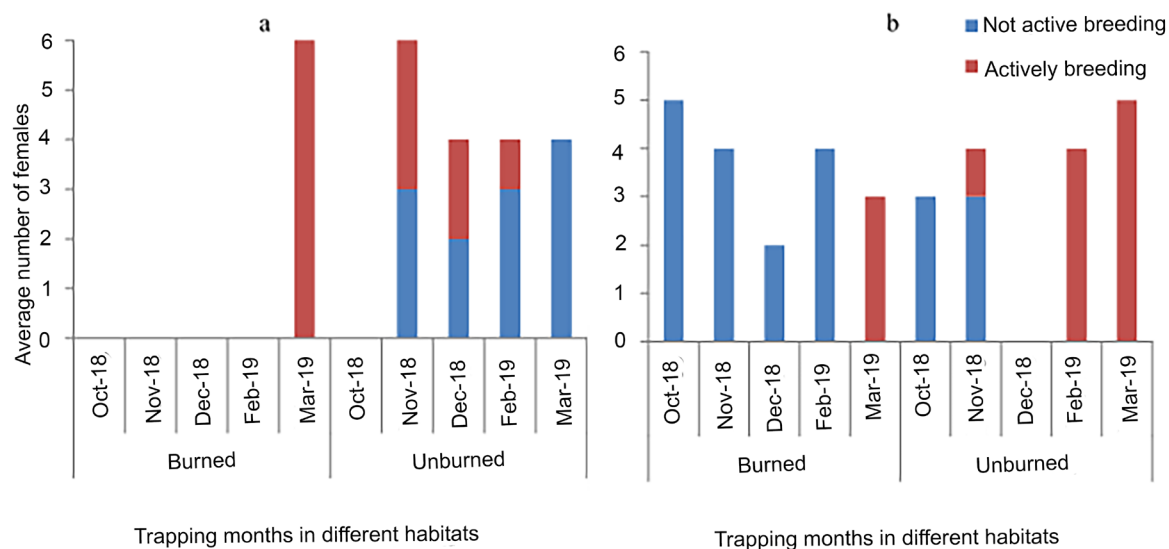 a
Average number of females
6
5
4
3
2
1
0
Oct-18
Nov-18
Dec-18
Feb-19
Mar-19
Oct-18
Nov-18
Dec-18
Feb-19
Mar-19
Burned
Unburned
Trapping months in different habitats
b
Not active breeding
Actively breeding
6
5
4
3
2
1
0
Oct-18
Nov-18
Dec-18
Feb-19
Mar-19
Oct-18
Nov-18
Dec-18
Feb-19
Mar-19
Burned
Unburned
Trapping months in different habitats